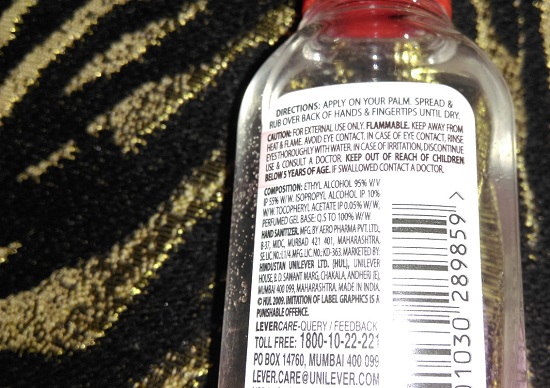 DIRECTIONS: APPLY ON YOUR PALM. SPREAD &
RUB OVER BACK OF HANDS & FINGERTIPS UNTIL DRY.
CAUTION: FOR EXTERNAL USE ONLY. FLAMMABLE. KEEP AWAY FROM
HEAT & FLAME. AVOID EYE CONTACT. IN CASE OF EYE CONTACT, RINSE
EYES THOROUGHLY WITH WATER. IN CASE OF IRRITATION, DISCONTINUE
USE & CONSULT A DOCTOR. KEEP OUT OF REACH OF CHILDREN
BELOW 5 YEARS OF AGE. IF SWALLOWED CONTACT A DOCTOR.
COMPOSITION: ETHYL ALCOHOL 95% V/V
IP 55% W/W. ISOPROPYL ALCOHOL IP 10%
W/W. TOCOPHERYL ACETATE IP 0.05% W/W,
PERFUMED GEL BASE: Q.S TO 100% W/W.
HAND SANITIZER. MFG. BY AERO PHARMA PVT. LTD.
B-37, MIDC, MURBAD 421 401, MAHARASHTRA.
MFG. LIC. NO.: KD-363. MARKETED BY:
HINDUSTAN UNILEVER LTD. (HUL), UNILEVER
HOUSE, B. D. SAWANT MARG, CHAKALA, ANDHERI (E),
MUMBAI 400 099, MAHARASHTRA. MADE IN INDIA.
© HUL 2009. IMITATION OF LABEL GRAPHICS IS A
PUNISHABLE OFFENCE.
LEVERCARE-QUERY / FEEDBACK
TOLL FREE: 1800-10-22-221
PO BOX 14760, MUMBAI 400 099
LEVER.CARE@UNILEVER.COM
1030 289859 >